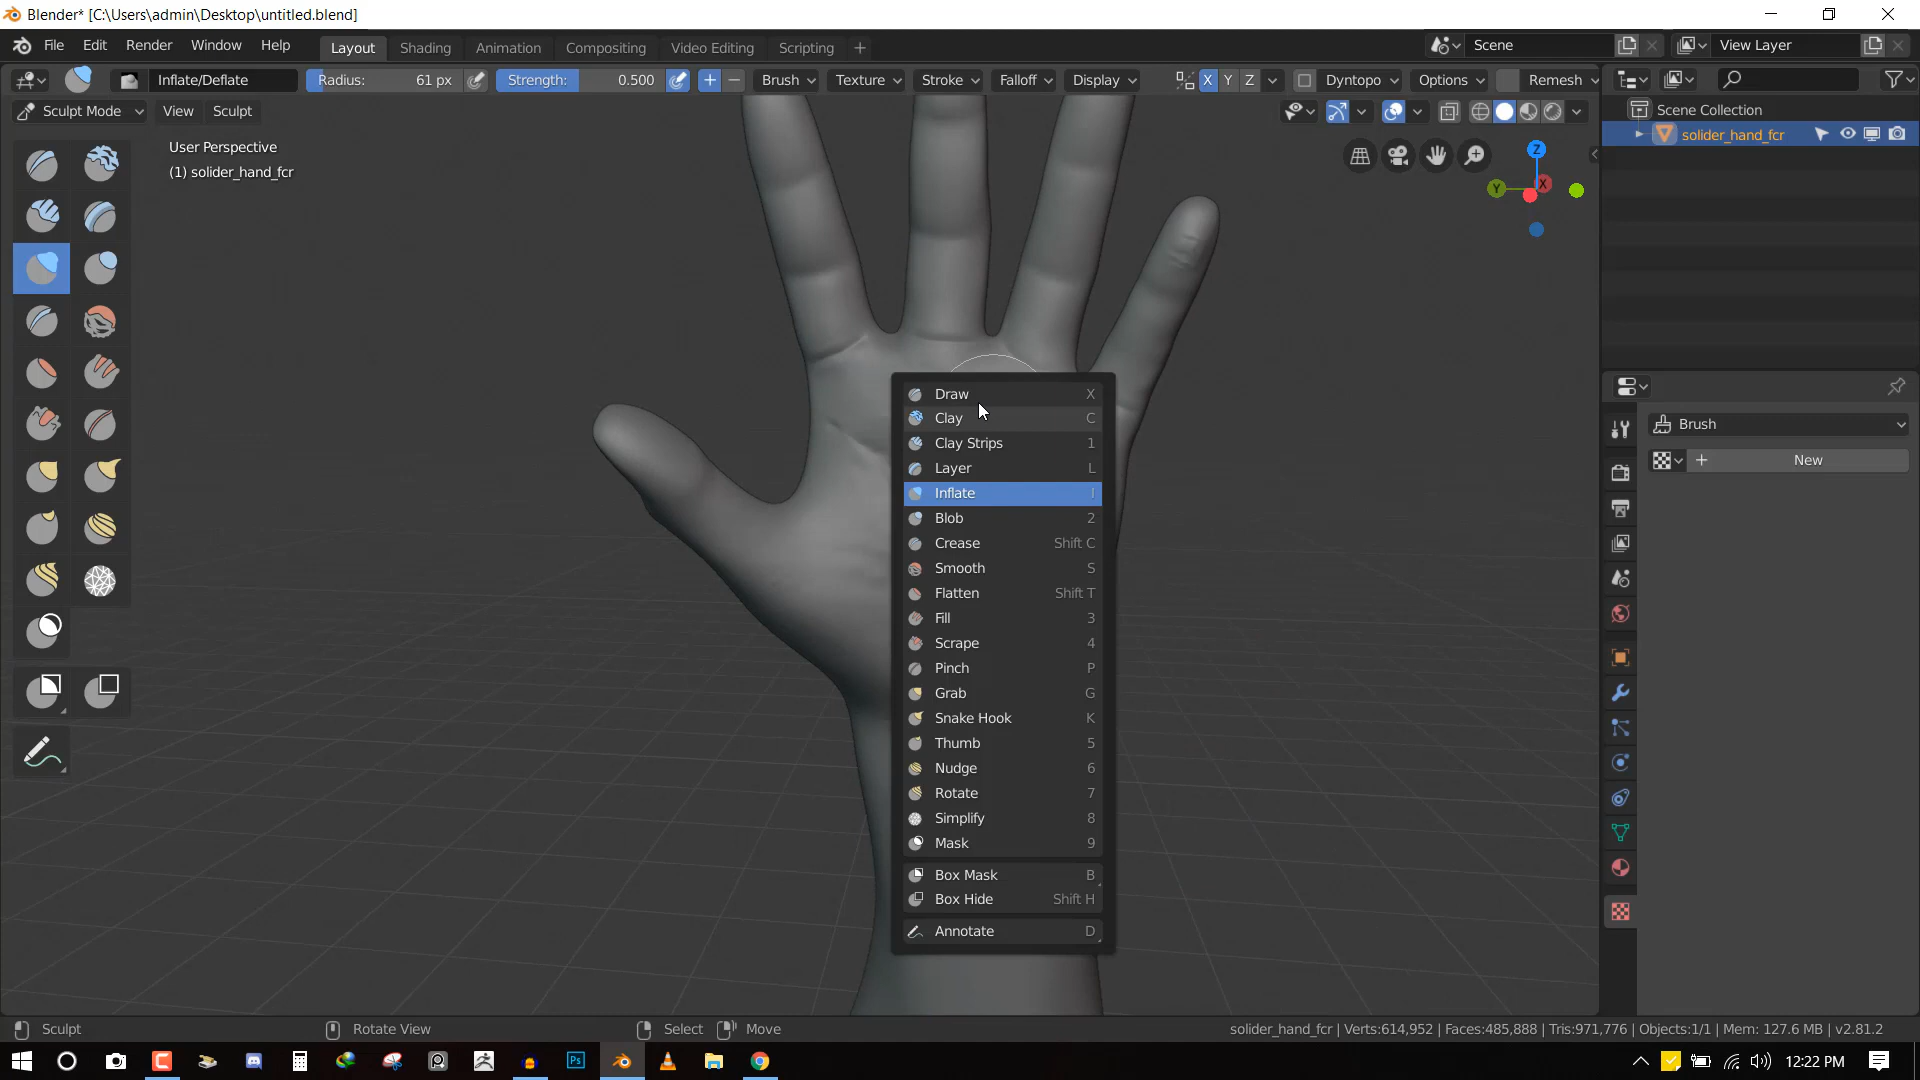 Blender* [C:\Users\admin\Desktop\untitled.blend]
File Edit Render Window Help Layout Shading Animation Compositing Video Editing Scripting + Scene View Layer
Inflate/Deflate Radius: 61 px Strength: 0.500 + − Brush Texture Stroke Falloff Display X Y Z Dyntopo Options Remesh
Sculpt Mode View Sculpt
Scene Collection
solider_hand_fcr
User Perspective
(1) solider_hand_fcr
Z
Y X
Draw X
Clay C
Clay Strips 1
Layer L
Inflate I
Blob 2
Crease Shift C
Smooth S
Flatten Shift T
Fill 3
Scrape 4
Pinch P
Grab G
Snake Hook K
Thumb 5
Nudge 6
Rotate 7
Simplify 8
Mask 9
Box Mask B
Box Hide Shift H
Annotate D
Brush
+ New
Sculpt Rotate View Select Move solider_hand_fcr | Verts:614,952 | Faces:485,888 | Tris:971,776 | Objects:1/1 | Mem: 127.6 MB | v2.81.2
Ps 12:22 PM